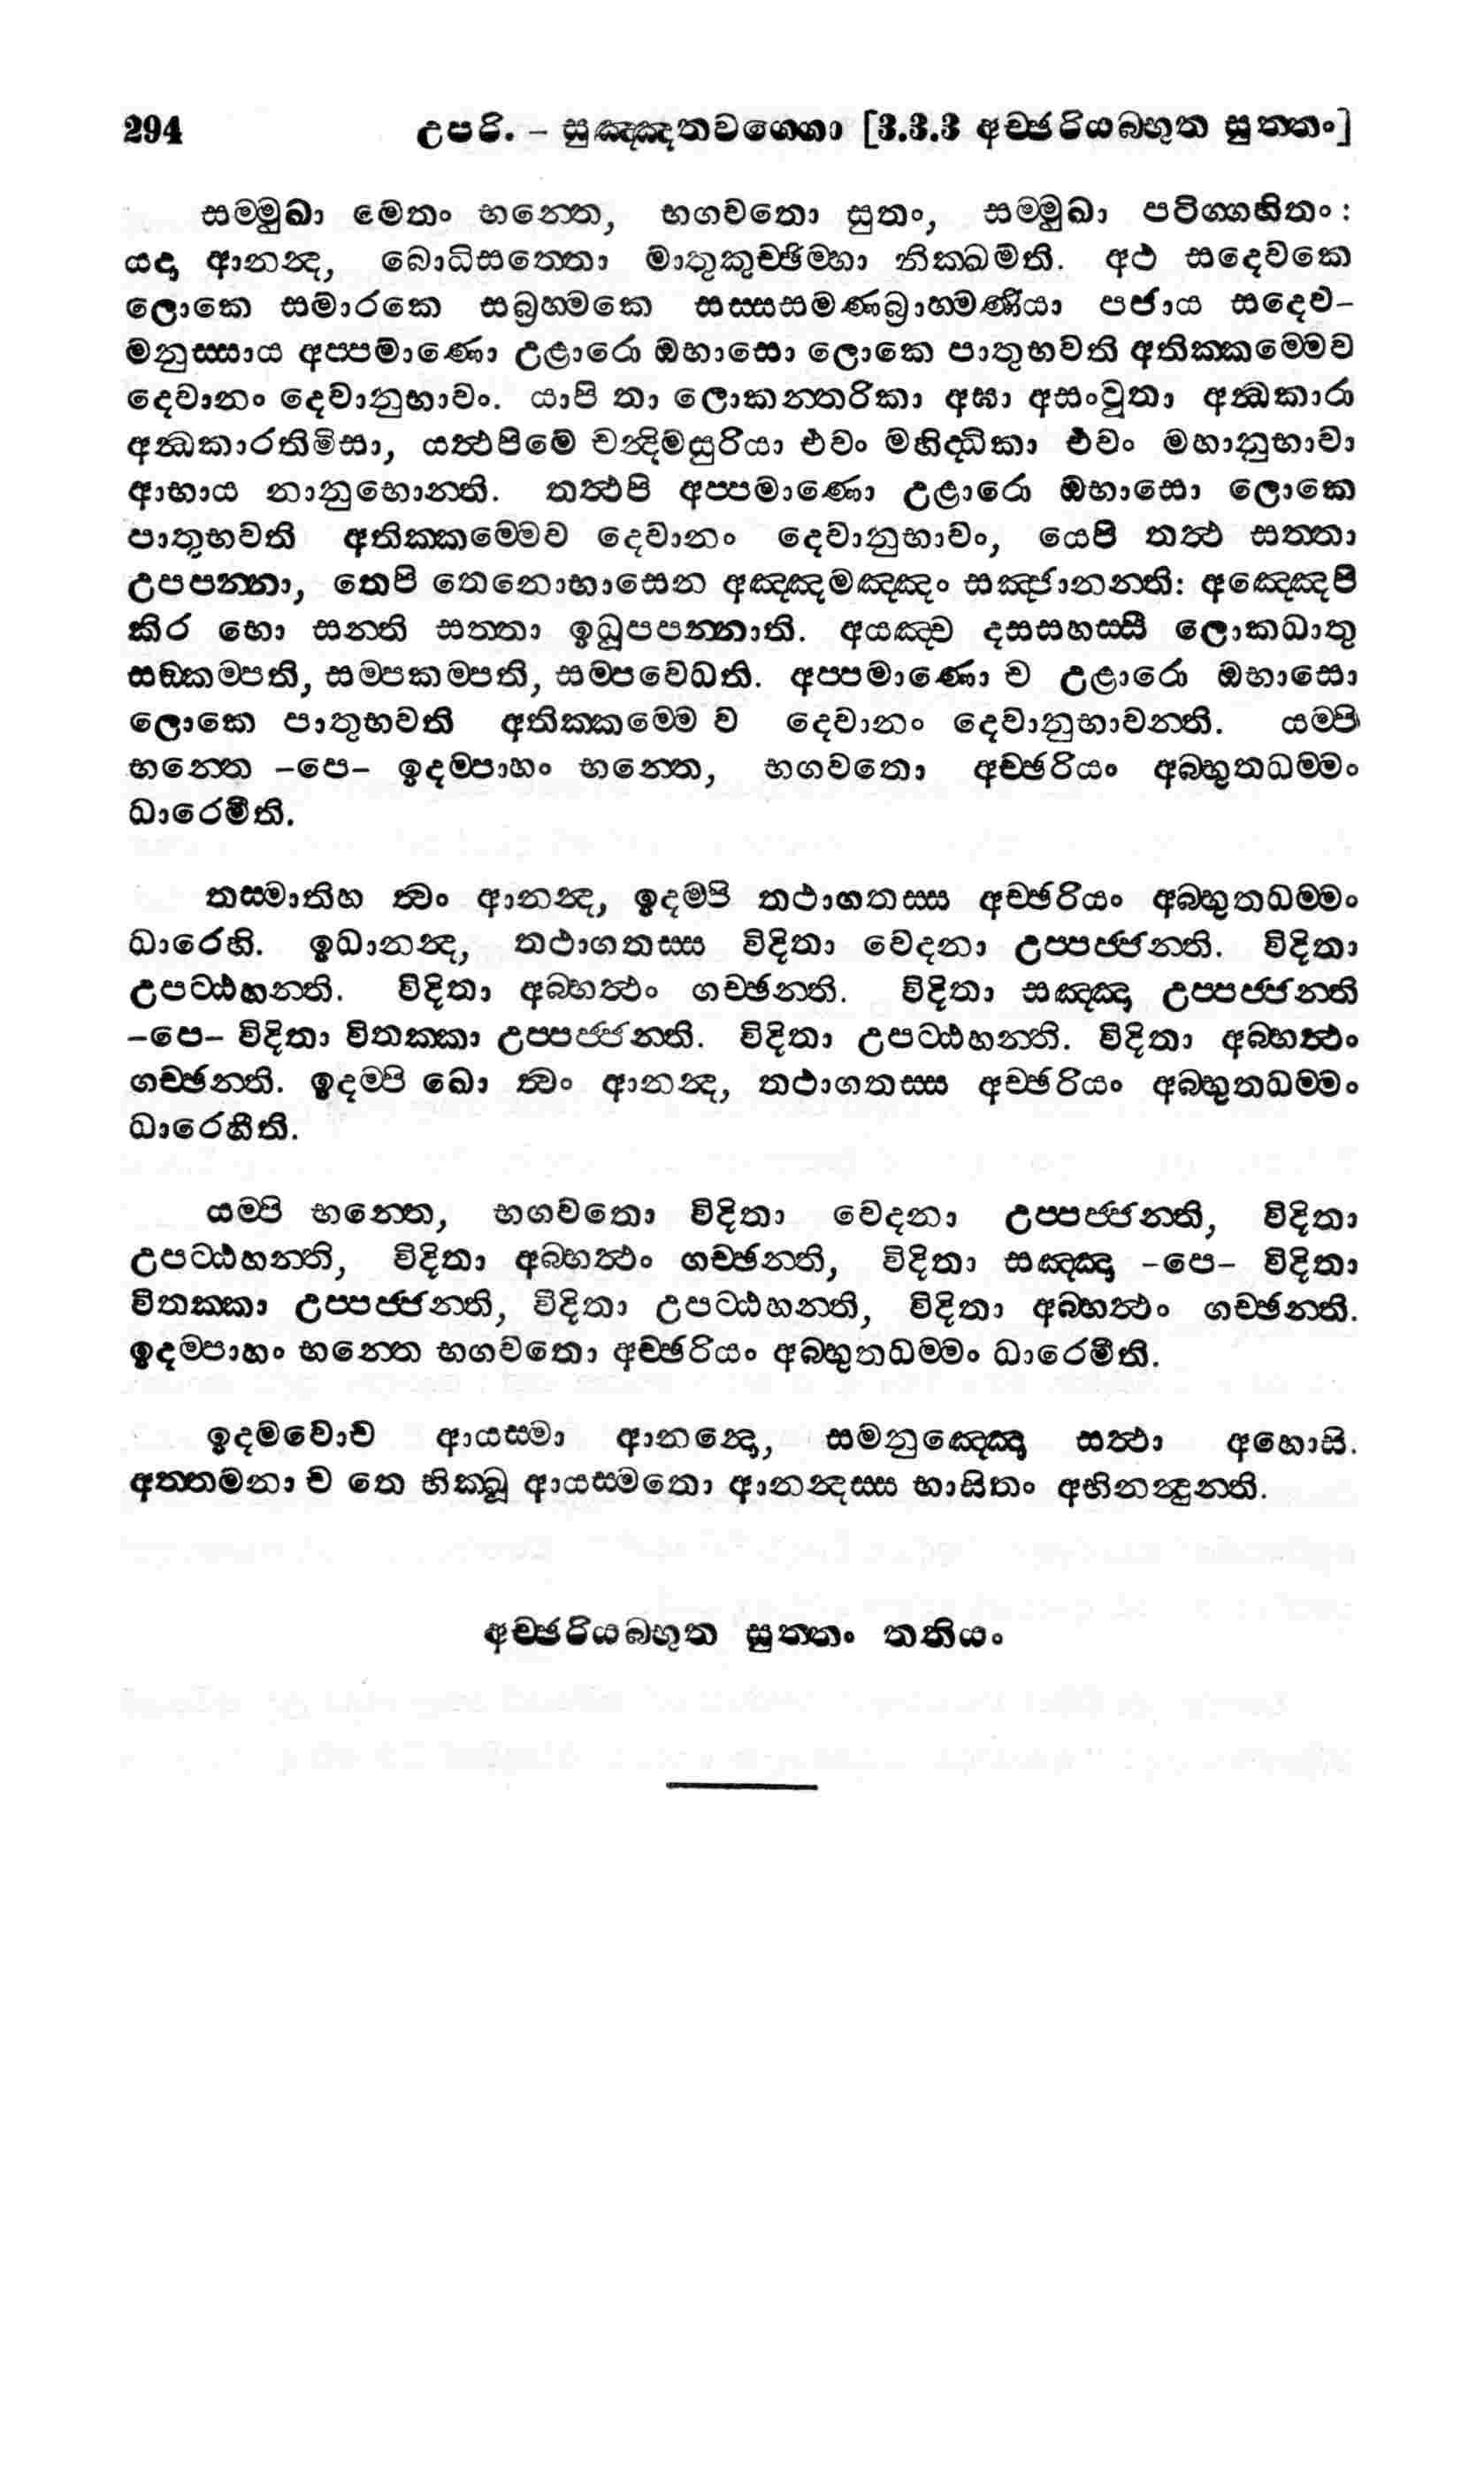 294 උපරි. – සුඤ්ඤතවග්ගො [3.3.3 අච්ඡරියබභුත සුත්තං]
සම්මුඛා මෙතං භන්තෙ, භගවතො සුතං, සම්මුඛා පටිග්ගහිතං:
යදා ආනන්ද, බොධිසත්තො මාතුකුච්ඡිම්හා නික්ඛමති. අථ සදෙවකෙ
ලොකෙ සමාරකෙ සබ්‍රහ්මකෙ සස්සසමණබ්‍රාහ්මණියා පජාය සදෙව–
මනුස්සාය අප්පමාණො උළාරො ඔභාසො ලොකෙ පාතුභවති අතික්කම්මෙව
දෙවානං දෙවානුභාවං. යාපි තා ලොකන්තරිකා අඝා අසංවුතා අන්ධකාරා
අන්ධකාරතිමිසා, යත්ථපිමෙ චන්දිමසුරියා එවං මහිද්ධිකා එවං මහානුභාවා
ආභාය නානුභොන්ති. තත්ථපි අප්පමාණො උළාරො ඔභාසො ලොකෙ
පාතුභවති අතික්කම්මෙව දෙවානං දෙවානුභාවං, යෙපි තත්ථ සත්තා
උපපන්නා, තෙපි තෙනොභාසෙන අඤ්ඤමඤ්ඤං සඤ්ජානන්ති: අඤ්ඤෙපි
කිර භො සන්ති සත්තා ඉධූපපන්නාති. අයඤ්ච දසසහස්සී ලොකධාතු
සඞ්කම්පති, සම්පකම්පති, සම්පවෙධති. අප්පමාණො ච උළාරො ඔභාසො
ලොකෙ පාතුභවති අතික්කම්මෙ ව දෙවානං දෙවානුභාවන්ති. යම්පි
භන්තෙ –පෙ– ඉදම්පාහං භන්තෙ, භගවතො අච්ඡරියං අබ්භුතධම්මං
ධාරෙමීති.
තස්මාතිහ ත්වං ආනන්ද, ඉදම්පි තථාගතස්ස අච්ඡරියං අබ්භුතධම්මං
ධාරෙහි. ඉධානන්ද, තථාගතස්ස විදිතා වෙදනා උප්පජ්ජන්ති. විදිතා
උපට්ඨහන්ති. විදිතා අබ්භත්ථං ගච්ඡන්ති. විදිතා සඤ්ඤා උප්පජ්ජන්ති
–පෙ– විදිතා විතක්කා උප්පජ්ජන්ති. විදිතා උපට්ඨහන්ති. විදිතා අබ්භත්ථං
ගච්ඡන්ති. ඉදම්පි ඛො ත්වං ආනන්ද, තථාගතස්ස අච්ඡරියං අබ්භුතධම්මං
ධාරෙහීති.
යම්පි භන්තෙ, භගවතො විදිතා වෙදනා උප්පජ්ජන්ති, විදිතා
උපට්ඨහන්ති, විදිතා අබ්භත්ථං ගච්ඡන්ති, විදිතා සඤ්ඤා –පෙ– විදිතා
විතක්කා උප්පජ්ජන්ති, විදිතා උපට්ඨහන්ති, විදිතා අබ්භත්ථං ගච්ඡන්ති.
ඉදම්පාහං භන්තෙ භගවතො අච්ඡරියං අබ්භුතධම්මං ධාරෙමීති.
ඉදමවොච ආයස්මා ආනන්දො, සමනුඤ්ඤො සත්ථා අහොසි.
අත්තමනා ච තෙ භික්ඛූ ආයස්මතො ආනන්දස්ස භාසිතං අභිනන්දුන්ති.
අච්ඡරියබභුත සුත්තං තතියං